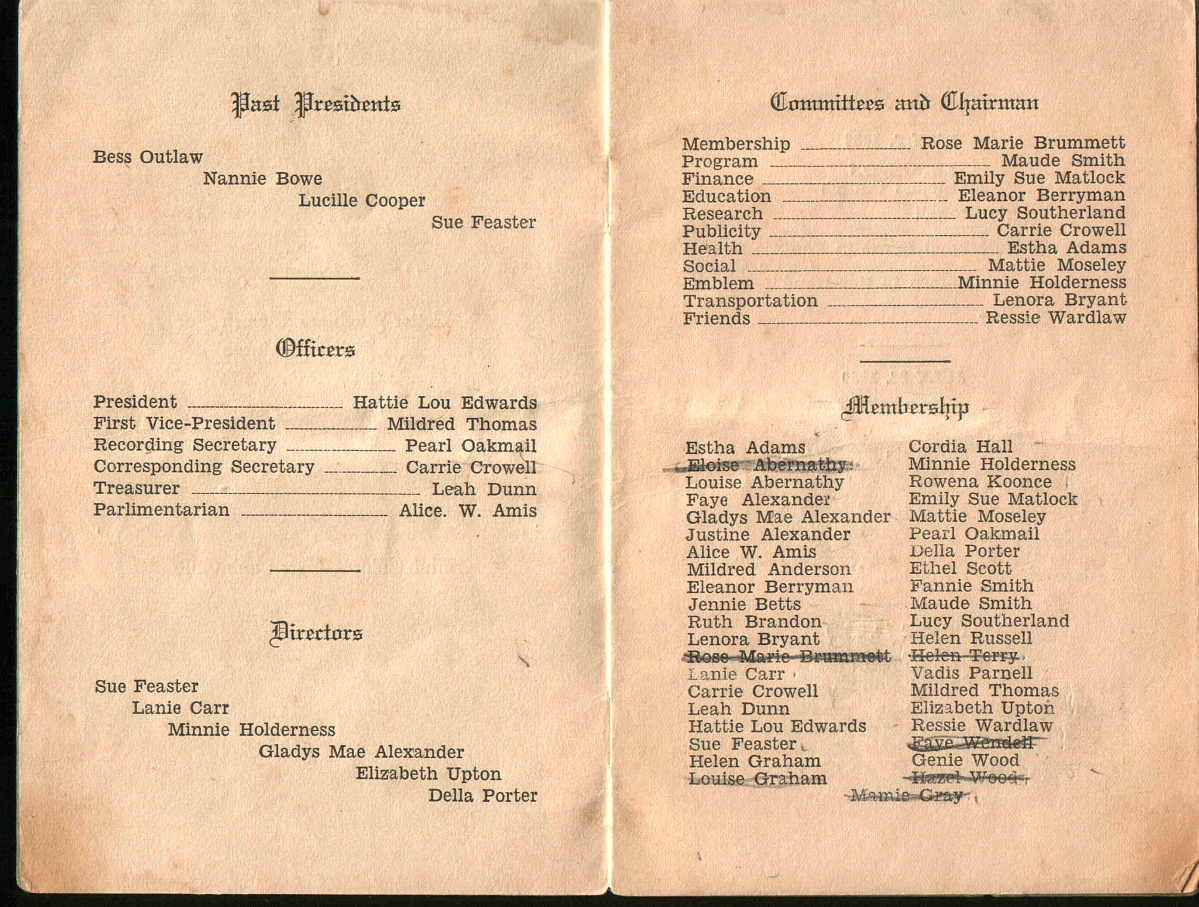 Past Presidents
Bess Outlaw
Nannie Bowe
Lucille Cooper
Sue Feaster
Officers
President Hattie Lou Edwards
First Vice-President Mildred Thomas
Recording Secretary Pearl Oakmail
Corresponding Secretary Carrie Crowell
Treasurer Leah Dunn
Parlimentarian Alice. W. Amis
Directors
Sue Feaster
Lanie Carr
Minnie Holderness
Gladys Mae Alexander
Elizabeth Upton
Della Porter
Committees and Chairman
Membership Rose Marie Brummett
Program Maude Smith
Finance Emily Sue Matlock
Education Eleanor Berryman
Research Lucy Southerland
Publicity Carrie Crowell
Health Estha Adams
Social Mattie Moseley
Emblem Minnie Holderness
Transportation Lenora Bryant
Friends Ressie Wardlaw
Membership
Estha Adams
Eloise Abernathy
Louise Abernathy
Faye Alexander
Gladys Mae Alexander
Justine Alexander
Alice W. Amis
Mildred Anderson
Eleanor Berryman
Jennie Betts
Ruth Brandon
Lenora Bryant
Rose Marie Brummett
Lanie Carr
Carrie Crowell
Leah Dunn
Hattie Lou Edwards
Sue Feaster
Helen Graham
Louise Graham
Cordia Hall
Minnie Holderness
Rowena Koonce
Emily Sue Matlock
Mattie Moseley
Pearl Oakmail
Della Porter
Ethel Scott
Fannie Smith
Maude Smith
Lucy Southerland
Helen Russell
Helen Terry
Vadis Parnell
Mildred Thomas
Elizabeth Upton
Ressie Wardlaw
Faye Wendell
Genie Wood
Hazel Wood
Mamie Gray